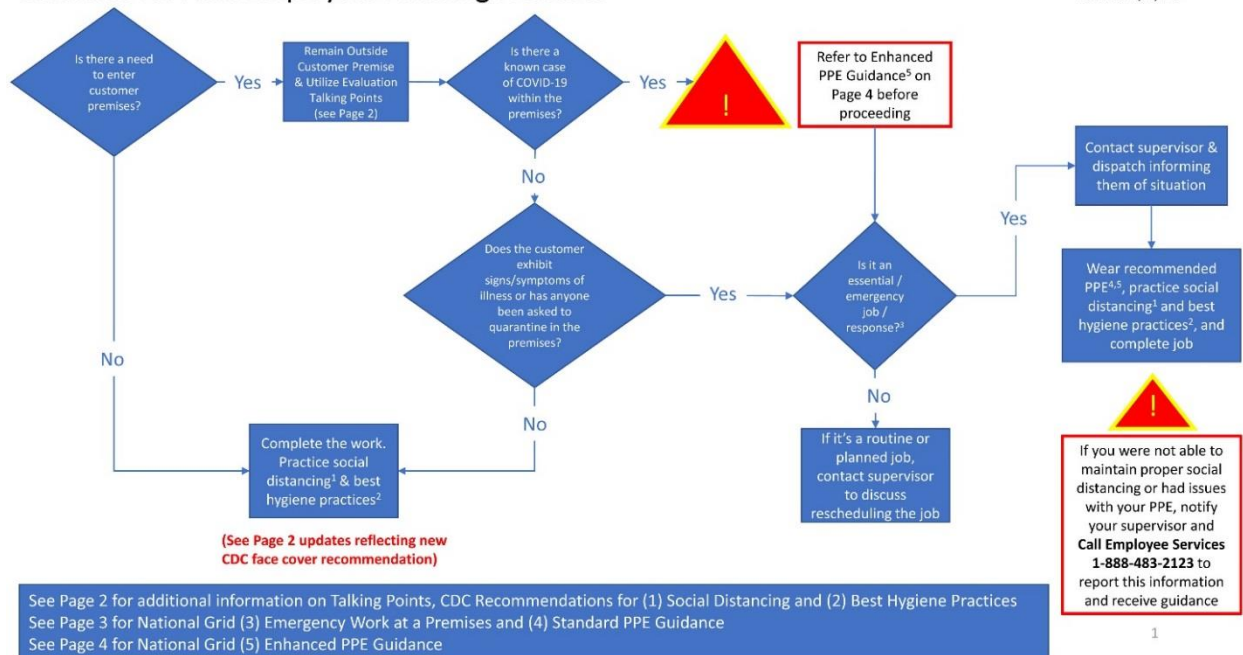 Is there a need
to enter
customer
premises?
Yes
Remain Outside
Customer Premise
& Utilize Evaluation
Talking Points
(see Page 2)
Is there a
known case
of COVID-19
within the
premises?
Yes
!
Refer to Enhanced
PPE Guidance⁵ on
Page 4 before
proceeding
No
Contact supervisor &
dispatch informing
them of situation
Yes
Does the customer
exhibit
signs/symptoms of
illness or has anyone
been asked to
quarantine in the
premises?
Yes
Is it an
essential /
emergency
job /
response?³
Wear recommended
PPE⁴,⁵, practice social
distancing¹ and best
hygiene practices², and
complete job
No
No
No
Complete the work.
Practice social
distancing¹ & best
hygiene practices²
(See Page 2 updates reflecting new
CDC face cover recommendation)
If it's a routine or
planned job,
contact supervisor
to discuss
rescheduling the job
!
If you were not able to
maintain proper social
distancing or had issues
with your PPE, notify
your supervisor and
Call Employee Services
1-888-483-2123 to
report this information
and receive guidance
See Page 2 for additional information on Talking Points, CDC Recommendations for (1) Social Distancing and (2) Best Hygiene Practices
See Page 3 for National Grid (3) Emergency Work at a Premises and (4) Standard PPE Guidance
See Page 4 for National Grid (5) Enhanced PPE Guidance
1